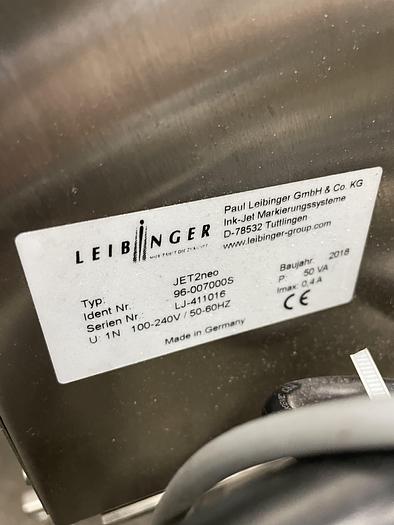 LEIBINGER
Paul Leibinger GmbH & Co. KG
Ink-Jet Markierungssysteme
D-78532 Tuttlingen
www.leibinger-group.com
Typ: JET2neo
Ident Nr. 96-007000S
Serien Nr. LJ-411016
U: 1N 100-240V / 50-60HZ
Baujahr: 2018
P: 50 VA
Imax: 0,4 A
CE
Made in Germany